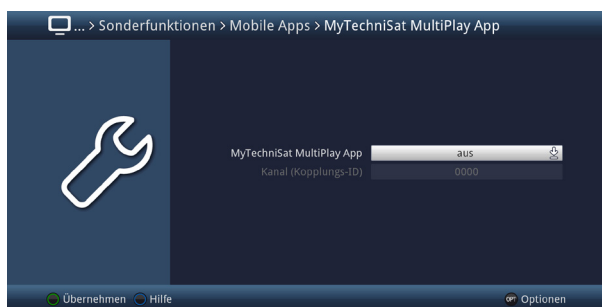 ... > Sonderfunktionen > Mobile Apps > MyTechniSat MultiPlay App
MyTechniSat MultiPlay App aus
Kanal (Kopplungs-ID) 0000
Übernehmen Hilfe OPT Optionen